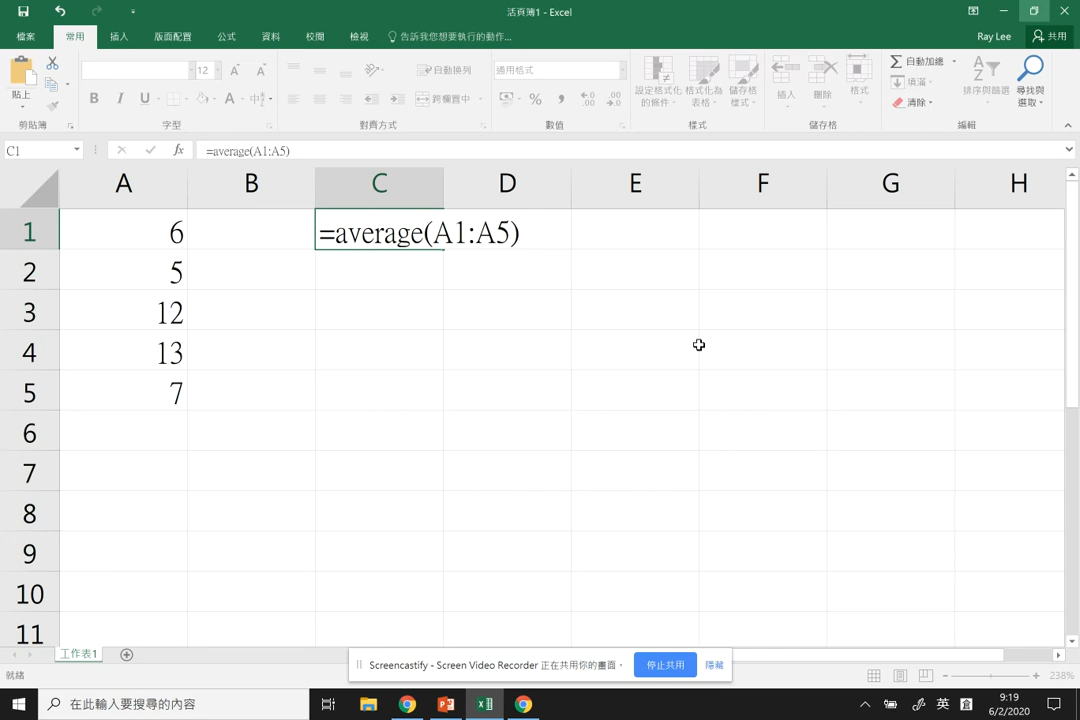 活頁簿1 - Excel
檔案 常用 插入 版面配置 公式 資料 校閱 檢視 告訴我您想要執行的動作... Ray Lee 共用
貼上
12
B I U A 中
自動換列
跨欄置中
通用格式
% ,
設定格式化的條件 格式化為表格 儲存格樣式
插入 刪除 格式
自動加總
填滿
清除
排序與篩選 尋找與選取
剪貼簿 字型 對齊方式 數值 樣式 儲存格 編輯
C1 fx =average(A1:A5)
A B C D E F G H
1 6 =average(A1:A5)
2 5
3 12
4 13
5 7
6
7
8
9
10
11
工作表1
Screencastify - Screen Video Recorder 正在共用你的畫面。 停止共用 隱藏
就緒 238%
在此輸入要搜尋的內容
英
9:19
6/2/2020